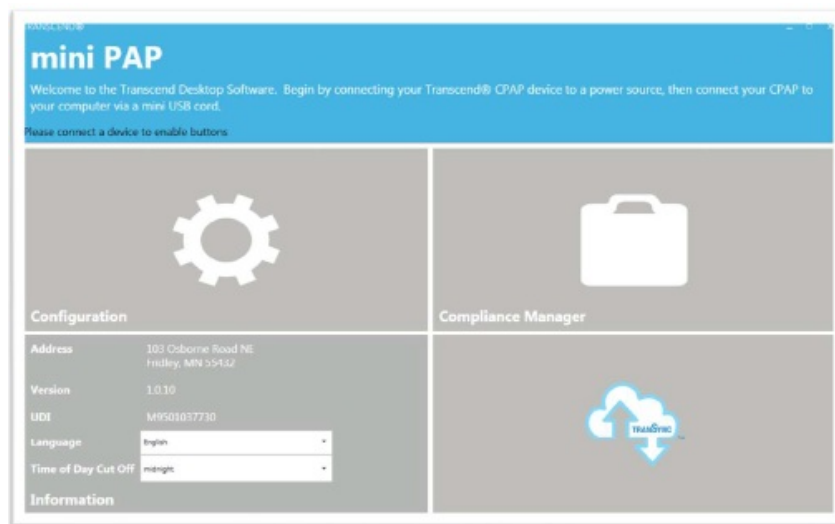 TRANSCEND®
mini PAP
Welcome to the Transcend Desktop Software. Begin by connecting your Transcend® CPAP device to a power source, then connect your CPAP to
your computer via a mini USB cord.
Please connect a device to enable buttons
Configuration
Compliance Manager
Address 103 Osborne Road NE
Fridley, MN 55432
Version 1.0.10
UDI M9501037730
Language English
Time of Day Cut Off midnight
Information
TRANSYNC™